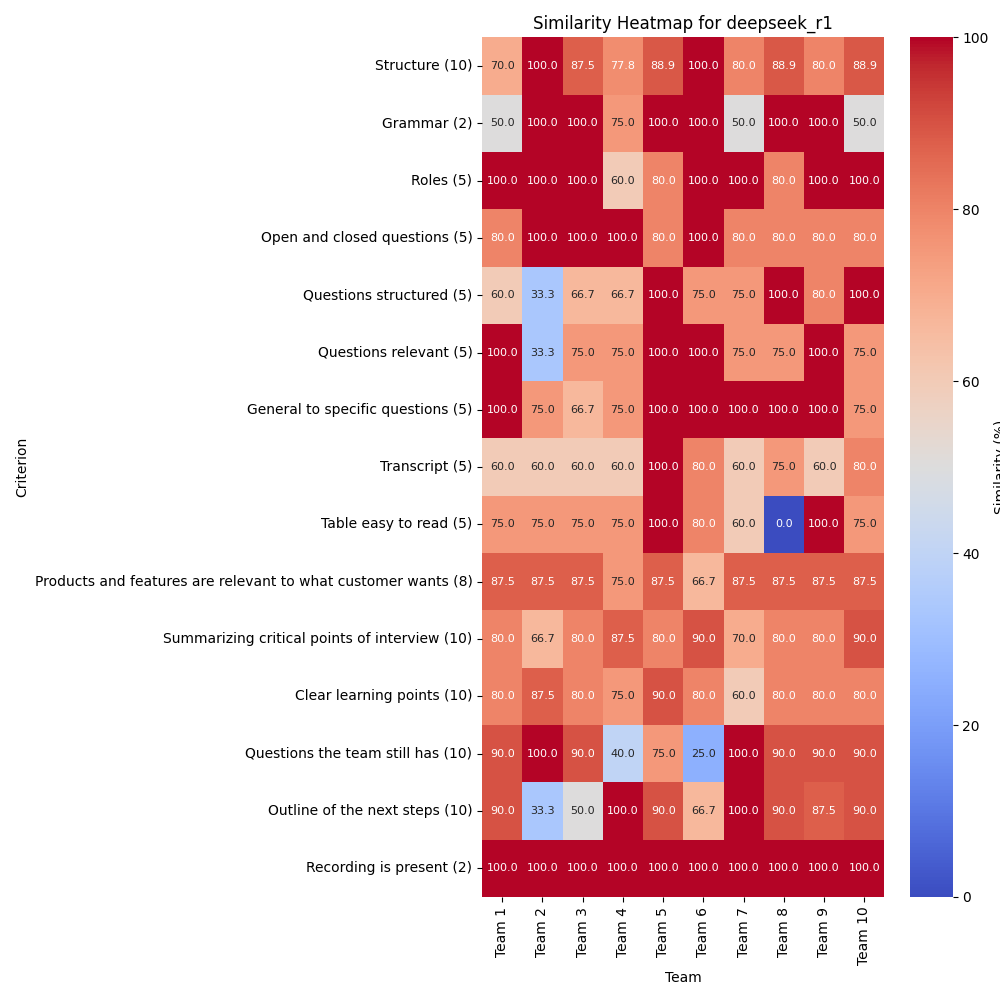 Similarity Heatmap for deepseek_r1
Structure (10) 70.0 100.0 87.5 77.8 88.9 100.0 80.0 88.9 80.0 88.9
Grammar (2) 50.0 100.0 100.0 75.0 100.0 100.0 50.0 100.0 100.0 50.0
Roles (5) 100.0 100.0 100.0 60.0 80.0 100.0 100.0 80.0 100.0 100.0
Open and closed questions (5) 80.0 100.0 100.0 100.0 80.0 100.0 80.0 80.0 80.0 80.0
Questions structured (5) 60.0 33.3 66.7 66.7 100.0 75.0 75.0 100.0 80.0 100.0
Questions relevant (5) 100.0 33.3 75.0 75.0 100.0 100.0 75.0 75.0 100.0 75.0
General to specific questions (5) 100.0 75.0 66.7 75.0 100.0 100.0 100.0 100.0 100.0 75.0
Transcript (5) 60.0 60.0 60.0 60.0 100.0 80.0 60.0 75.0 60.0 80.0
Table easy to read (5) 75.0 75.0 75.0 75.0 100.0 80.0 60.0 0.0 100.0 75.0
Products and features are relevant to what customer wants (8) 87.5 87.5 87.5 75.0 87.5 66.7 87.5 87.5 87.5 87.5
Summarizing critical points of interview (10) 80.0 66.7 80.0 87.5 80.0 90.0 70.0 80.0 80.0 90.0
Clear learning points (10) 80.0 87.5 80.0 75.0 90.0 80.0 60.0 80.0 80.0 80.0
Questions the team still has (10) 90.0 100.0 90.0 40.0 75.0 25.0 100.0 90.0 90.0 90.0
Outline of the next steps (10) 90.0 33.3 50.0 100.0 90.0 66.7 100.0 90.0 87.5 90.0
Recording is present (2) 100.0 100.0 100.0 100.0 100.0 100.0 100.0 100.0 100.0 100.0
Team 1 Team 2 Team 3 Team 4 Team 5 Team 6 Team 7 Team 8 Team 9 Team 10
Team
Criterion
100
80
60
40
20
0
Similarity (%)